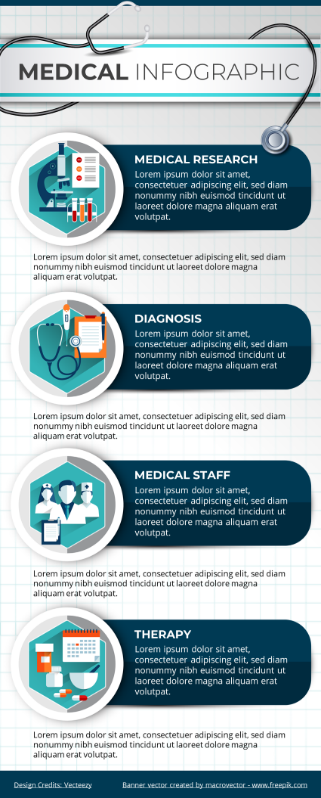 MEDICAL INFOGRAPHIC
MEDICAL RESEARCH
Lorem ipsum dolor sit amet,
consectetuer adipiscing elit, sed diam
nonummy nibh euismod tincidunt ut
laoreet dolore magna aliquam erat
volutpat.
Lorem ipsum dolor sit amet, consectetuer adipiscing elit, sed diam
nonummy nibh euismod tincidunt ut laoreet dolore magna
aliquam erat volutpat.
DIAGNOSIS
Lorem ipsum dolor sit amet,
consectetuer adipiscing elit, sed diam
nonummy nibh euismod tincidunt ut
laoreet dolore magna aliquam erat
volutpat.
Lorem ipsum dolor sit amet, consectetuer adipiscing elit, sed diam
nonummy nibh euismod tincidunt ut laoreet dolore magna
aliquam erat volutpat.
MEDICAL STAFF
Lorem ipsum dolor sit amet,
consectetuer adipiscing elit, sed diam
nonummy nibh euismod tincidunt ut
laoreet dolore magna aliquam erat
volutpat.
Lorem ipsum dolor sit amet, consectetuer adipiscing elit, sed diam
nonummy nibh euismod tincidunt ut laoreet dolore magna
aliquam erat volutpat.
THERAPY
Lorem ipsum dolor sit amet,
consectetuer adipiscing elit, sed diam
nonummy nibh euismod tincidunt ut
laoreet dolore magna aliquam erat
volutpat.
Lorem ipsum dolor sit amet, consectetuer adipiscing elit, sed diam
nonummy nibh euismod tincidunt ut laoreet dolore magna
aliquam erat volutpat.
Design Credits: Vecteezy
Banner vector created by macrovector - www.freepik.com